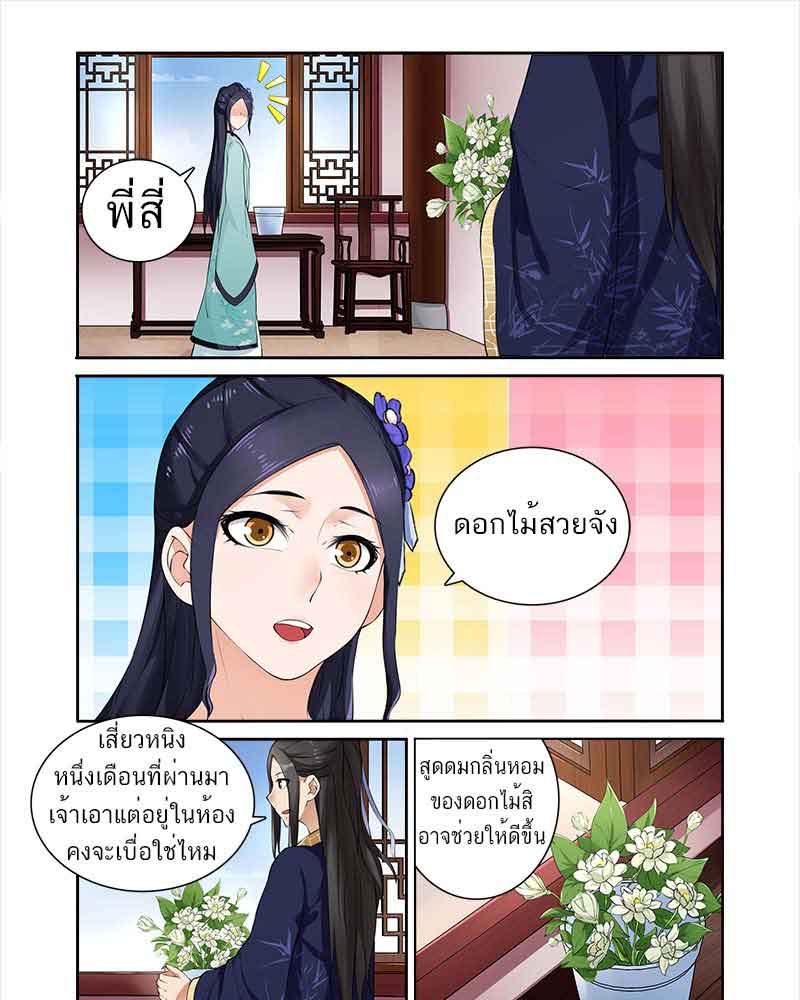 พี่สี่
ดอกไม้สวยจัง
เสี่ยวหนิง
หนึ่งเดือนที่ผ่านมา
เจ้าเอาแต่อยู่ในห้อง
คงจะเบื่อใช่ไหม
สูดดมกลิ่นหอม
ของดอกไม้สิ
อาจช่วยให้ดีขึ้น